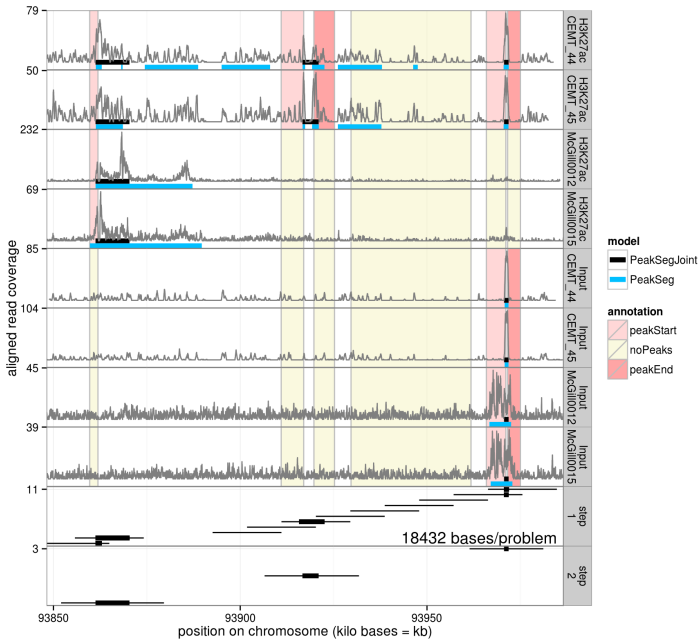 79
H3K27ac
CEMT_44
50
H3K27ac
CEMT_45
232
H3K27ac
McGill0012
69
H3K27ac
McGill0015
85
Input
CEMT_44
104
Input
CEMT_45
45
Input
McGill0012
39
Input
McGill0015
11
step
1
18432 bases/problem
3
step
2
aligned read coverage
93850
93900
93950
position on chromosome (kilo bases = kb)
model
PeakSegJoint
PeakSeg
annotation
peakStart
noPeaks
peakEnd